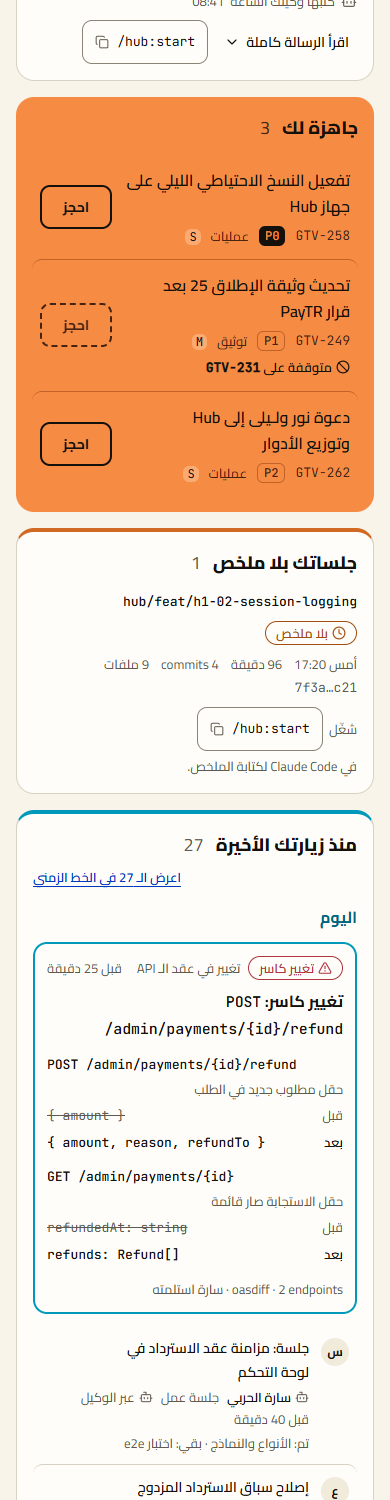 كتبها وكيلك الساعة 08:41
اقرأ الرسالة كاملة
/hub:start
جاهزة لك 3
تفعيل النسخ الاحتياطي الليلي على
جهاز Hub
احجز
GTV-258 P0 عمليات S
تحديث وثيقة الإطلاق 25 بعد
قرار PayTR
احجز
GTV-249 P1 توثيق M
متوقفة على GTV-231
دعوة نور وليلى إلى Hub
وتوزيع الأدوار
احجز
GTV-262 P2 عمليات S
جلساتك بلا ملخص 1
hub/feat/h1-02-session-logging
بلا ملخص
أمس 17:20 96 دقيقة 4 commits 9 ملفات
7f3a…c21
شغّل /hub:start
في Claude Code لكتابة الملخص.
منذ زيارتك الأخيرة 27
اعرض الـ 27 في الخط الزمني
اليوم
تغيير كاسر تغيير في عقد الـ API قبل 25 دقيقة
تغيير كاسر: POST
/admin/payments/{id}/refund
POST /admin/payments/{id}/refund
حقل مطلوب جديد في الطلب
قبل { amount }
بعد { amount, reason, refundTo }
GET /admin/payments/{id}
حقل الاستجابة صار قائمة
قبل refundedAt: string
بعد refunds: Refund[]
oasdiff · 2 endpoints · سارة استلمته
س
جلسة: مزامنة عقد الاسترداد في
لوحة التحكم
سارة الحربي جلسة عمل عبر الوكيل
قبل 40 دقيقة
تم: الأنواع والنماذج · بقي: اختبار e2e
ع
إصلاح سباق الاسترداد المزدوج